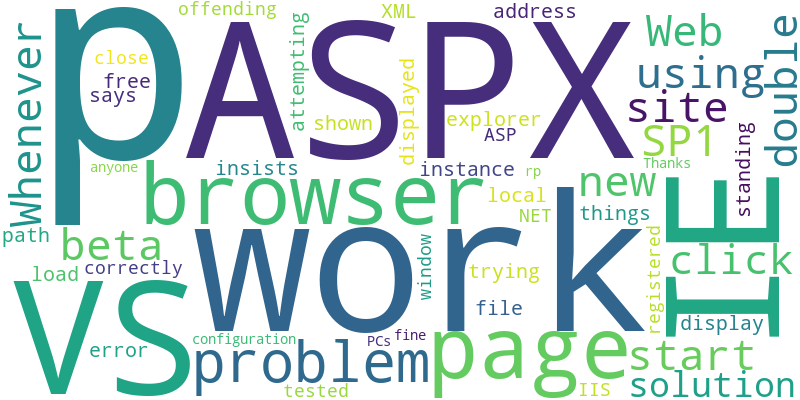 offending
XML
address
p
ASPX
Web
close
free
says
Whenever
attempting
shown
displayed
explorer
ASP
using
double
site
SP1
anyone
insists
instance
rp
Thanks
browser
local
new
standing
path
beta
NET
things
IE
load
correctly
work
window
trying
registered
click
VS
file
display
error
configuration
PCs
fine
problem
page
start
tested
IIS
solution